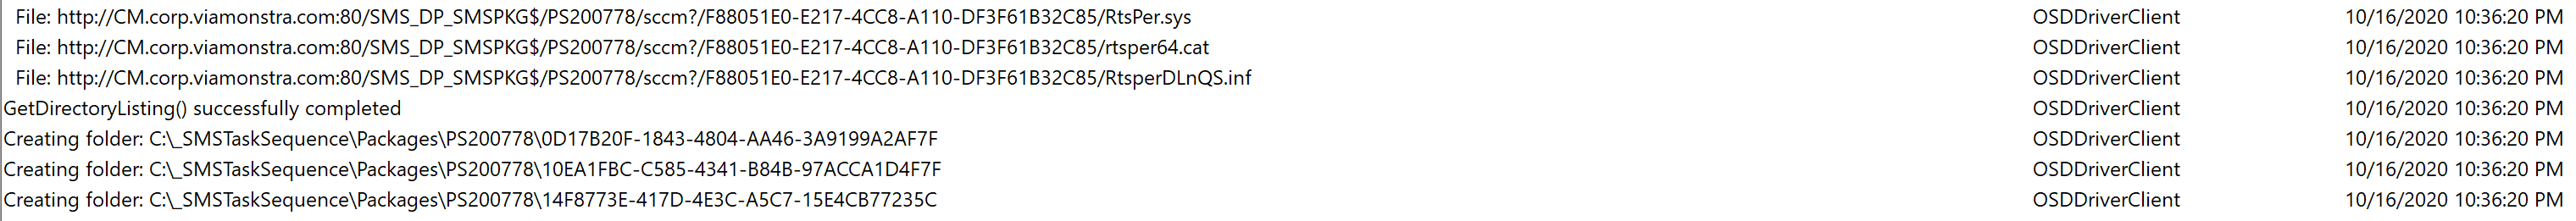 File: http://CM.corp.viamonstra.com:80/SMS_DP_SMSPKG$/PS200778/sccm?/F88051E0-E217-4CC8-A110-DF3F61B32C85/RtsPer.sys OSDDriverClient 10/16/2020 10:36:20 PM
File: http://CM.corp.viamonstra.com:80/SMS_DP_SMSPKG$/PS200778/sccm?/F88051E0-E217-4CC8-A110-DF3F61B32C85/rtsper64.cat OSDDriverClient 10/16/2020 10:36:20 PM
File: http://CM.corp.viamonstra.com:80/SMS_DP_SMSPKG$/PS200778/sccm?/F88051E0-E217-4CC8-A110-DF3F61B32C85/RtsperDLnQS.inf OSDDriverClient 10/16/2020 10:36:20 PM
GetDirectoryListing() successfully completed OSDDriverClient 10/16/2020 10:36:20 PM
Creating folder: C:\_SMSTaskSequence\Packages\PS200778\0D17B20F-1843-4804-AA46-3A9199A2AF7F OSDDriverClient 10/16/2020 10:36:20 PM
Creating folder: C:\_SMSTaskSequence\Packages\PS200778\10EA1FBC-C585-4341-B84B-97ACCA1D4F7F OSDDriverClient 10/16/2020 10:36:20 PM
Creating folder: C:\_SMSTaskSequence\Packages\PS200778\14F8773E-417D-4E3C-A5C7-15E4CB77235C OSDDriverClient 10/16/2020 10:36:20 PM